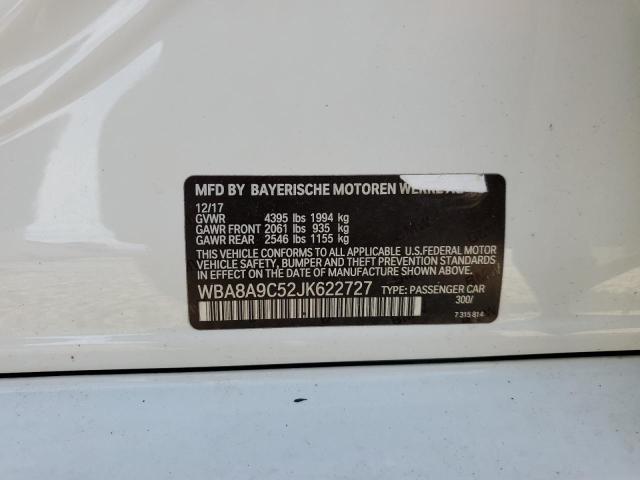 MFD BY BAYERISCHE MOTOREN WERKE AG
12/17
GVWR 4395 lbs 1994 kg
GAWR FRONT 2061 lbs 935 kg
GAWR REAR 2546 lbs 1155 kg
THIS VEHICLE CONFORMS TO ALL APPLICABLE U.S.FEDERAL MOTOR
VEHICLE SAFETY, BUMPER AND THEFT PREVENTION STANDARDS IN
EFFECT ON THE DATE OF MANUFACTURE SHOWN ABOVE.
WBA8A9C52JK622727 TYPE: PASSENGER CAR
300/
7 315 814